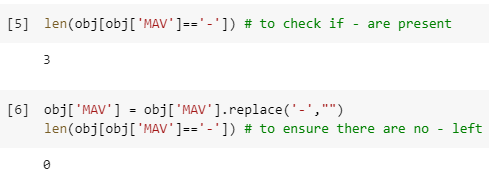 [5] len(obj[obj['MAV']=='-']) # to check if - are present
3
[6] obj['MAV'] = obj['MAV'].replace('-',"")
len(obj[obj['MAV']=='-']) # to ensure there are no - left
0